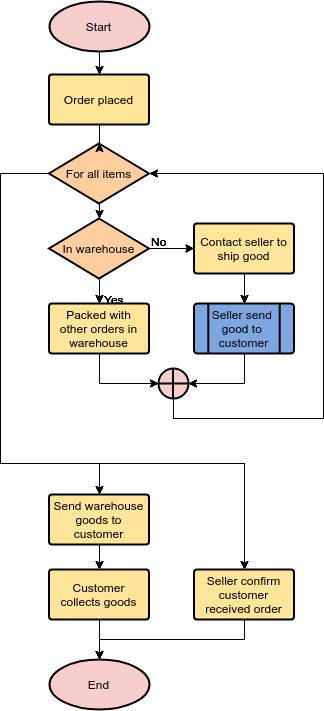 Start
Order placed
For all items
In warehouse
No
Contact seller to
ship good
Yes
Packed with
other orders in
warehouse
Seller send
good to
customer
Send warehouse
goods to
customer
Customer
collects goods
Seller confirm
customer
received order
End